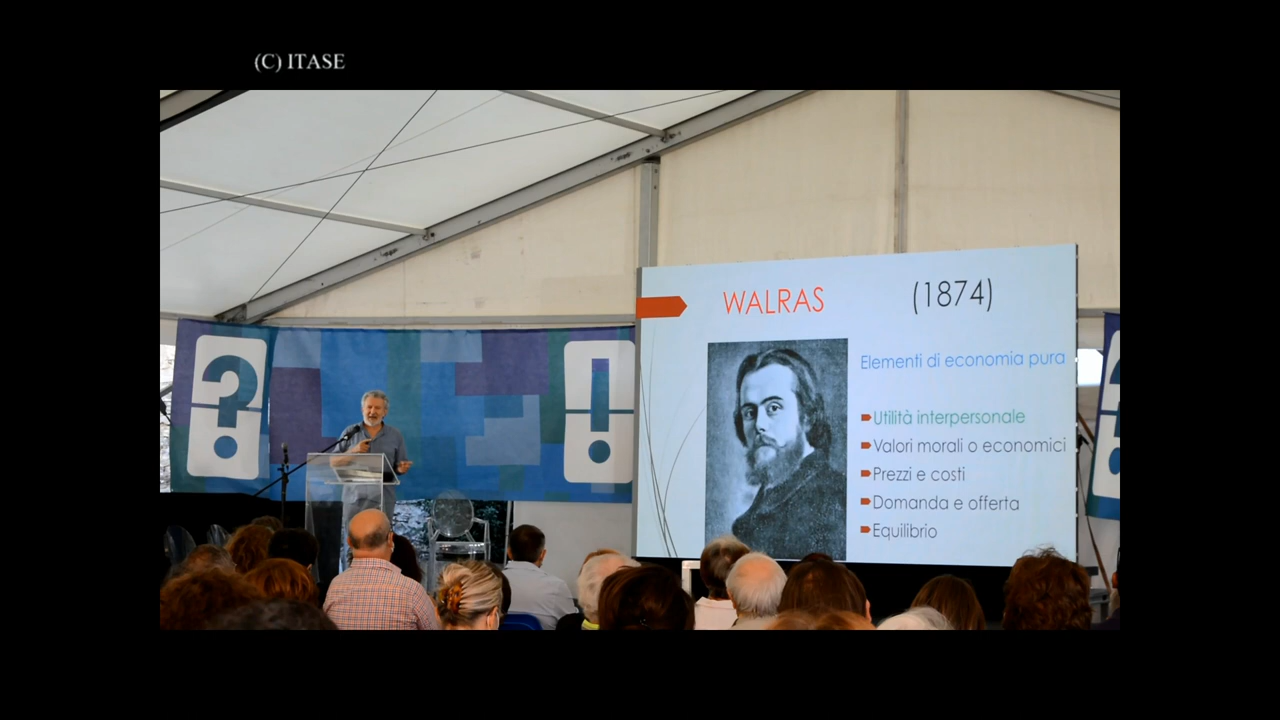 (C) ITASE
WALRAS (1874)
Elementi di economia pura
Utilità interpersonale
Valori morali o economici
Prezzi e costi
Domanda e offerta
Equilibrio
?
!
?